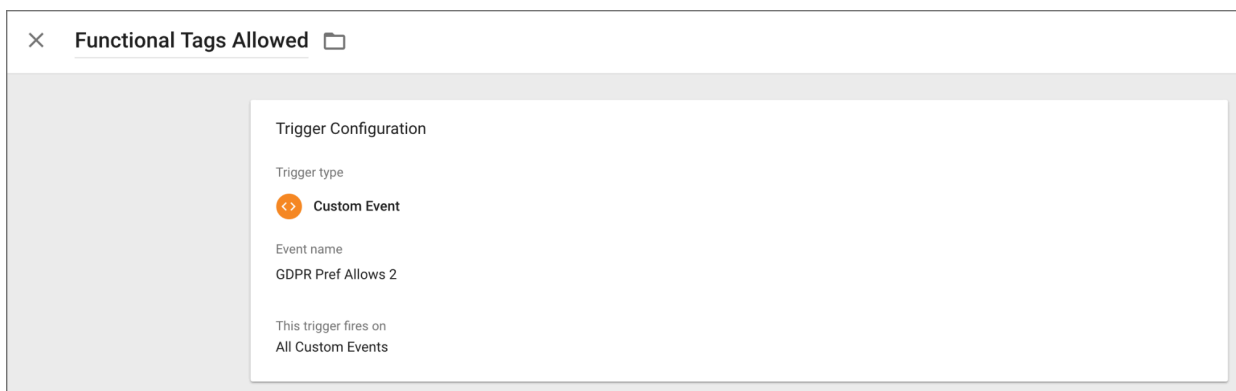 Functional Tags Allowed
Trigger Configuration
Trigger type
Custom Event
Event name
GDPR Pref Allows 2
This trigger fires on
All Custom Events